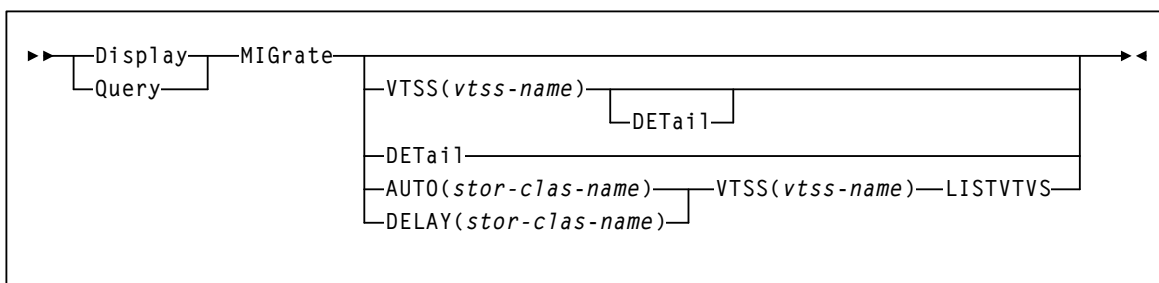 Display MIGrate
Query VTSS(vtss-name)
DETail
DETail
AUTO(stor-clas-name) VTSS(vtss-name) LISTVTVS
DELAY(stor-clas-name)